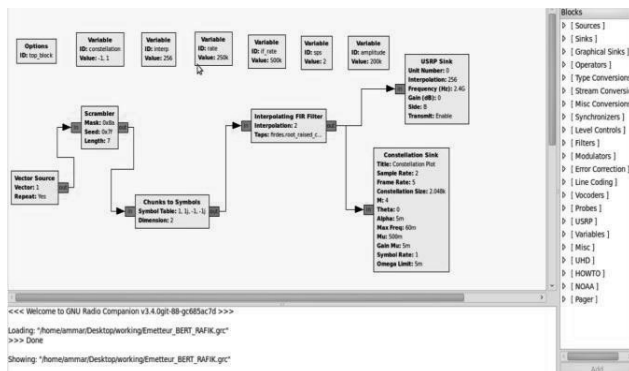 Options
ID: top_block
Variable
ID: constellation
Value: -1, 1
Variable
ID: interp
Value: 256
Variable
ID: rate
Value: 250k
Variable
ID: if_rate
Value: 500k
Variable
ID: sps
Value: 2
Variable
ID: amplitude
Value: 200k
USRP Sink
Unit Number: 0
Interpolation: 256
Frequency (Hz): 2.4G
Gain (dB): 0
Side: B
Transmit: Enable
in
Scrambler
Mask: 0x8a
Seed: 0x7f
Length: 7
in
out
Interpolating FIR Filter
Interpolation: 2
Taps: firdes.root_raised_c...
in
out
Vector Source
Vector: 1
Repeat: Yes
out
Chunks to Symbols
Symbol Table: 1, 1j, -1, -1j
Dimension: 2
in
out
Constellation Sink
Title: Constellation Plot
Sample Rate: 2
Frame Rate: 5
Constellation Size: 2.048k
M: 4
Theta: 0
Alpha: 5m
Max Freq: 60m
Mu: 500m
Gain Mu: 5m
Symbol Rate: 1
Omega Limit: 5m
in
<<< Welcome to GNU Radio Companion v3.4.0git-88-gc685ac7d >>>
Loading: "/home/ammar/Desktop/working/Emetteur_BERT_RAFIK.grc"
>>> Done
Showing: "/home/ammar/Desktop/working/Emetteur_BERT_RAFIK.grc"
Blocks
[ Sources ]
[ Sinks ]
[ Graphical Sinks ]
[ Operators ]
[ Type Conversions
[ Stream Conversi
[ Misc Conversions
[ Synchronizers ]
[ Level Controls ]
[ Filters ]
[ Modulators ]
[ Error Correction ]
[ Line Coding ]
[ Vocoders ]
[ Probes ]
[ USRP ]
[ Variables ]
[ Misc ]
[ UHD ]
[ HOWTO ]
[ NOAA ]
[ Pager ]
Add